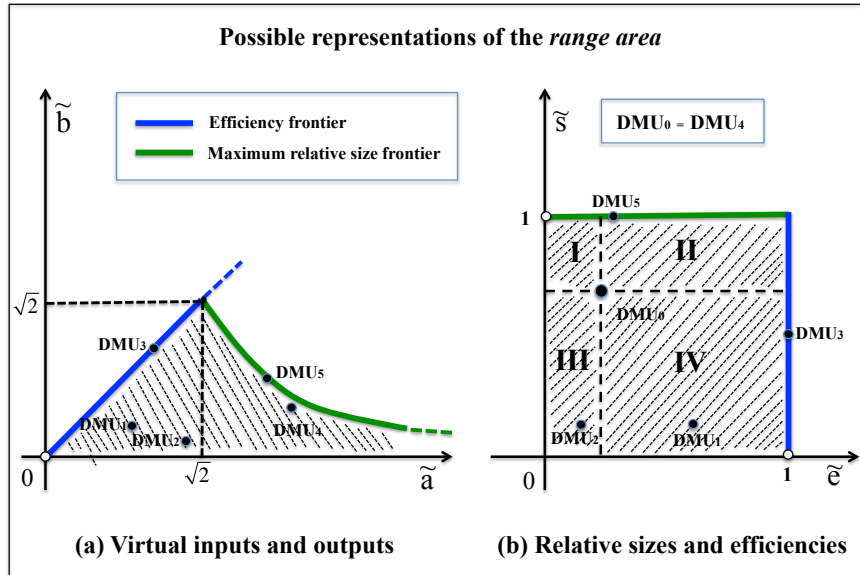 Possible representations of the range area
b̃
Efficiency frontier
Maximum relative size frontier
√2
DMU3
DMU5
DMU1
DMU2
DMU4
0
√2
ã
(a) Virtual inputs and outputs
s̃
DMU0 = DMU4
1
DMU5
I
II
DMU0
DMU3
III
IV
DMU2
DMU1
0
1
ẽ
(b) Relative sizes and efficiencies